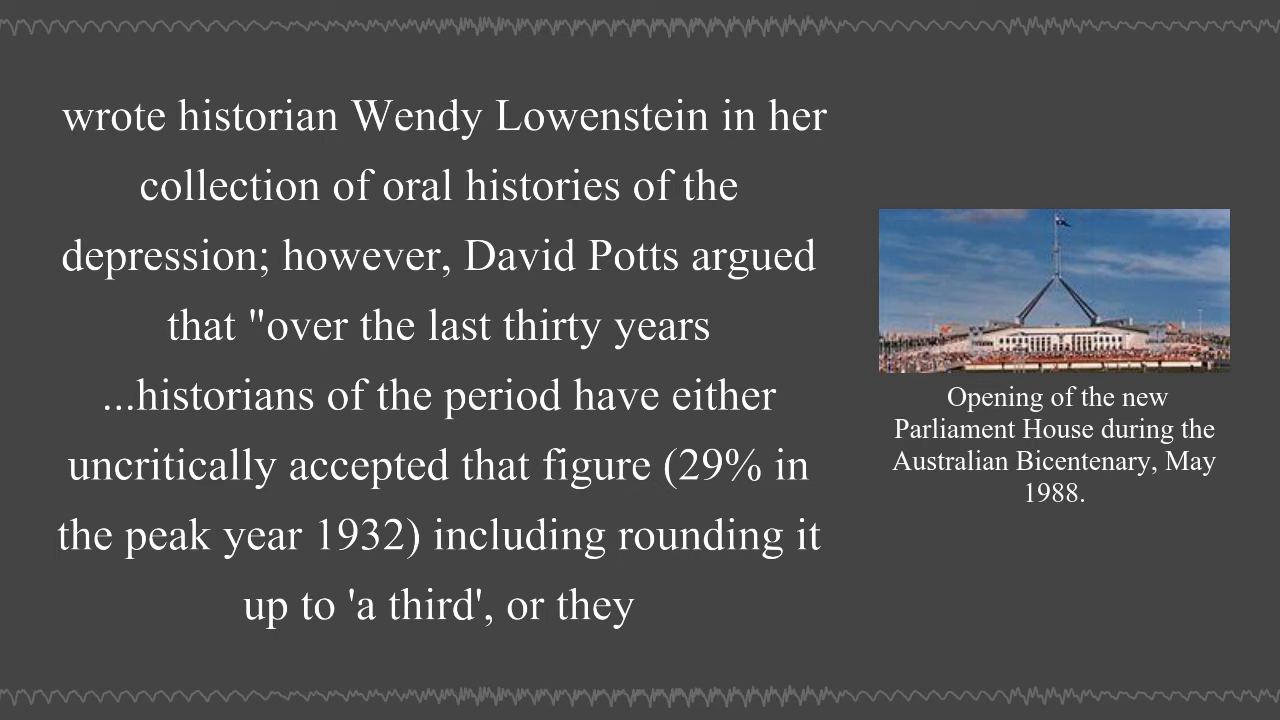 wrote historian Wendy Lowenstein in her
collection of oral histories of the
depression; however, David Potts argued
that "over the last thirty years
...historians of the period have either
uncritically accepted that figure (29% in
the peak year 1932) including rounding it
up to 'a third', or they
Opening of the new
Parliament House during the
Australian Bicentenary, May
1988.